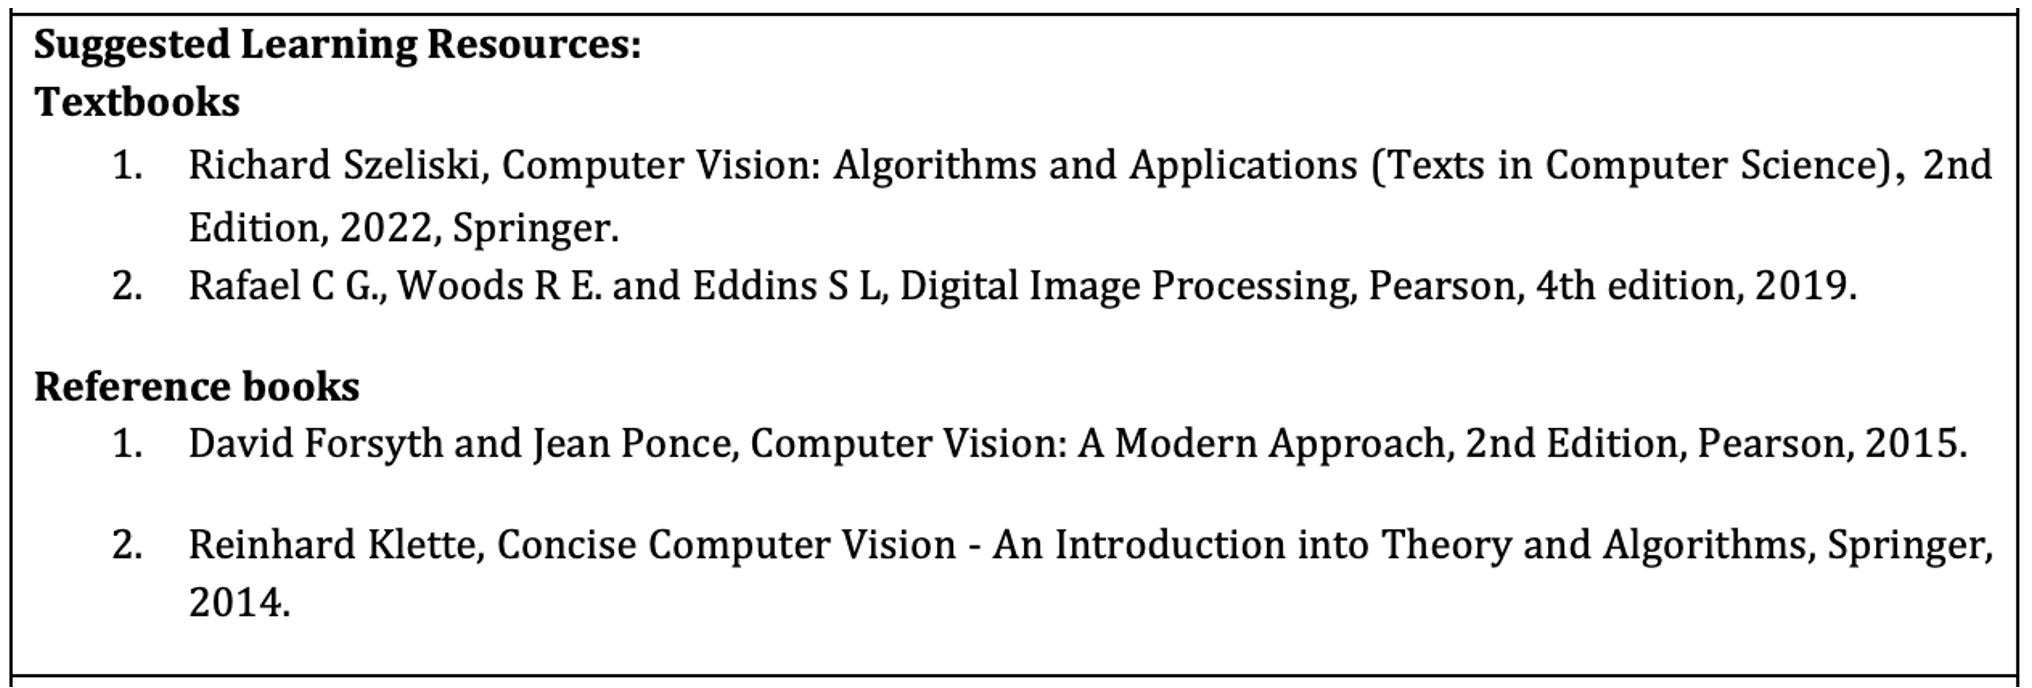 Suggested Learning Resources:
Textbooks
1. Richard Szeliski, Computer Vision: Algorithms and Applications (Texts in Computer Science), 2nd
Edition, 2022, Springer.
2. Rafael C G., Woods R E. and Eddins S L, Digital Image Processing, Pearson, 4th edition, 2019.
Reference books
1. David Forsyth and Jean Ponce, Computer Vision: A Modern Approach, 2nd Edition, Pearson, 2015.
2. Reinhard Klette, Concise Computer Vision - An Introduction into Theory and Algorithms, Springer,
2014.